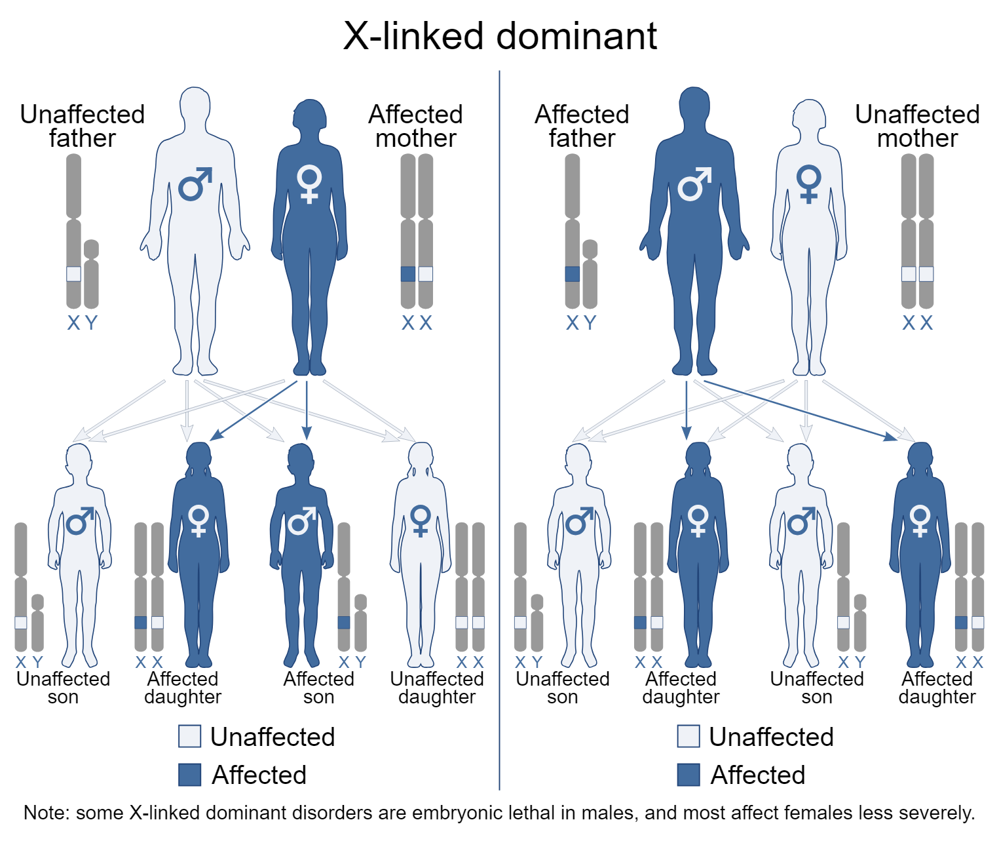 X-linked dominant
Unaffected
father
Affected
mother
X Y
X X
Affected
father
Unaffected
mother
X Y
X X
X Y
Unaffected
son
X X
Affected
daughter
X Y
Affected
son
X X
Unaffected
daughter
X Y
Unaffected
son
X X
Affected
daughter
X Y
Unaffected
son
X X
Affected
daughter
Unaffected
Affected
Unaffected
Affected
Note: some X-linked dominant disorders are embryonic lethal in males, and most affect females less severely.